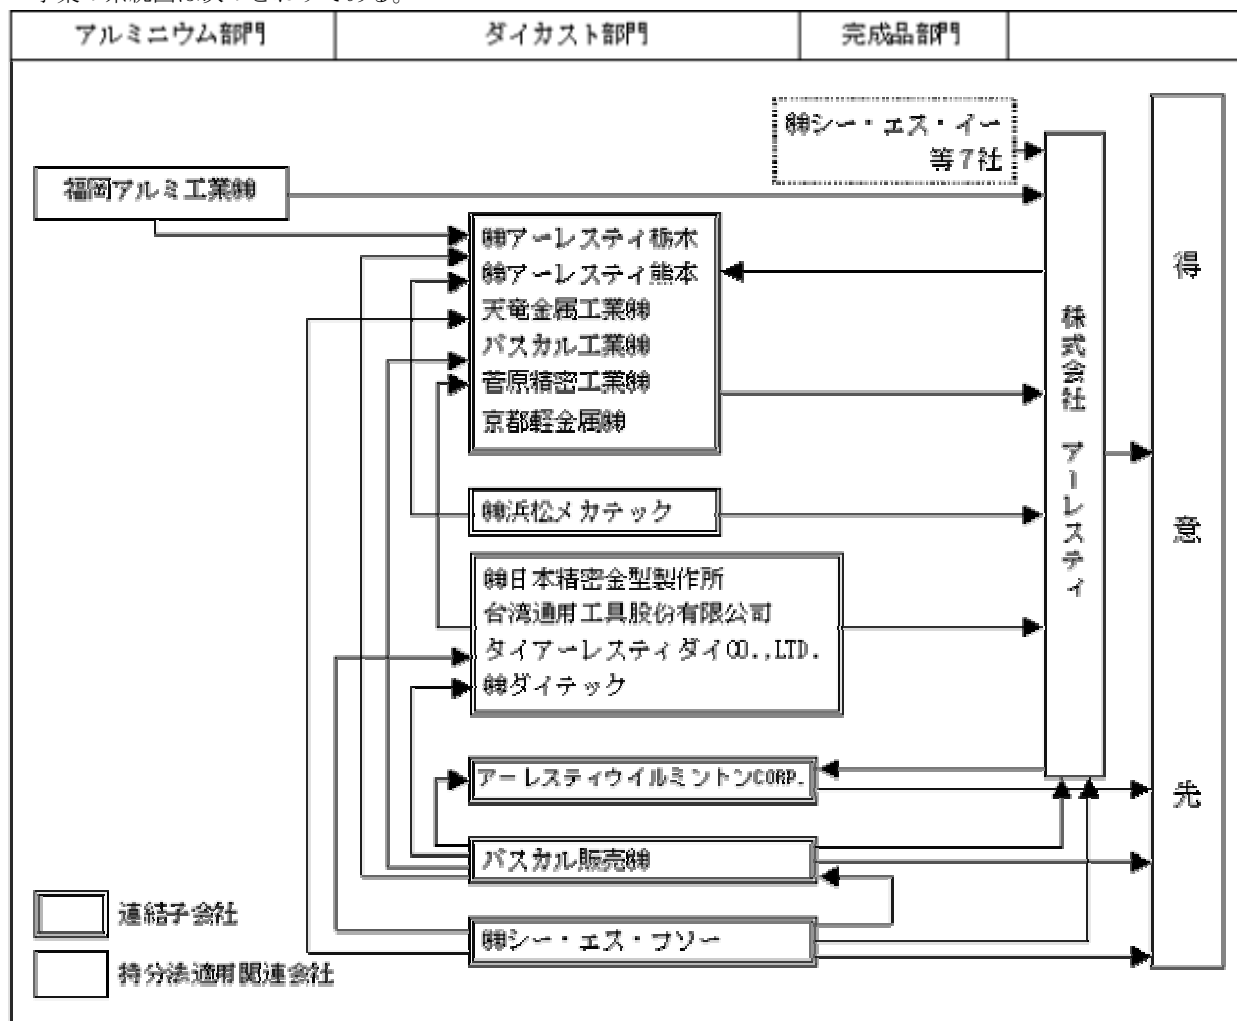 アルミニウム部門
ダイカスト部門
完成品部門
㈱シー・エス・イー
等7社
福岡アルミ工業㈱
㈱アーレスティ栃木
㈱アーレスティ熊本
天竜金属工業㈱
パスカル工業㈱
菅原精密工業㈱
京都軽金属㈱
㈱浜松メカテック
㈱日本精密金型製作所
台湾通用工具股份有限公司
タイアーレスティダイCO.,LTD.
㈱ダイテック
アーレスティウイルミントンCORP.
パスカル販売㈱
㈱シー・エス・フソー
株式会社 アーレスティ
得意先
連結子会社
持分法適用関連会社